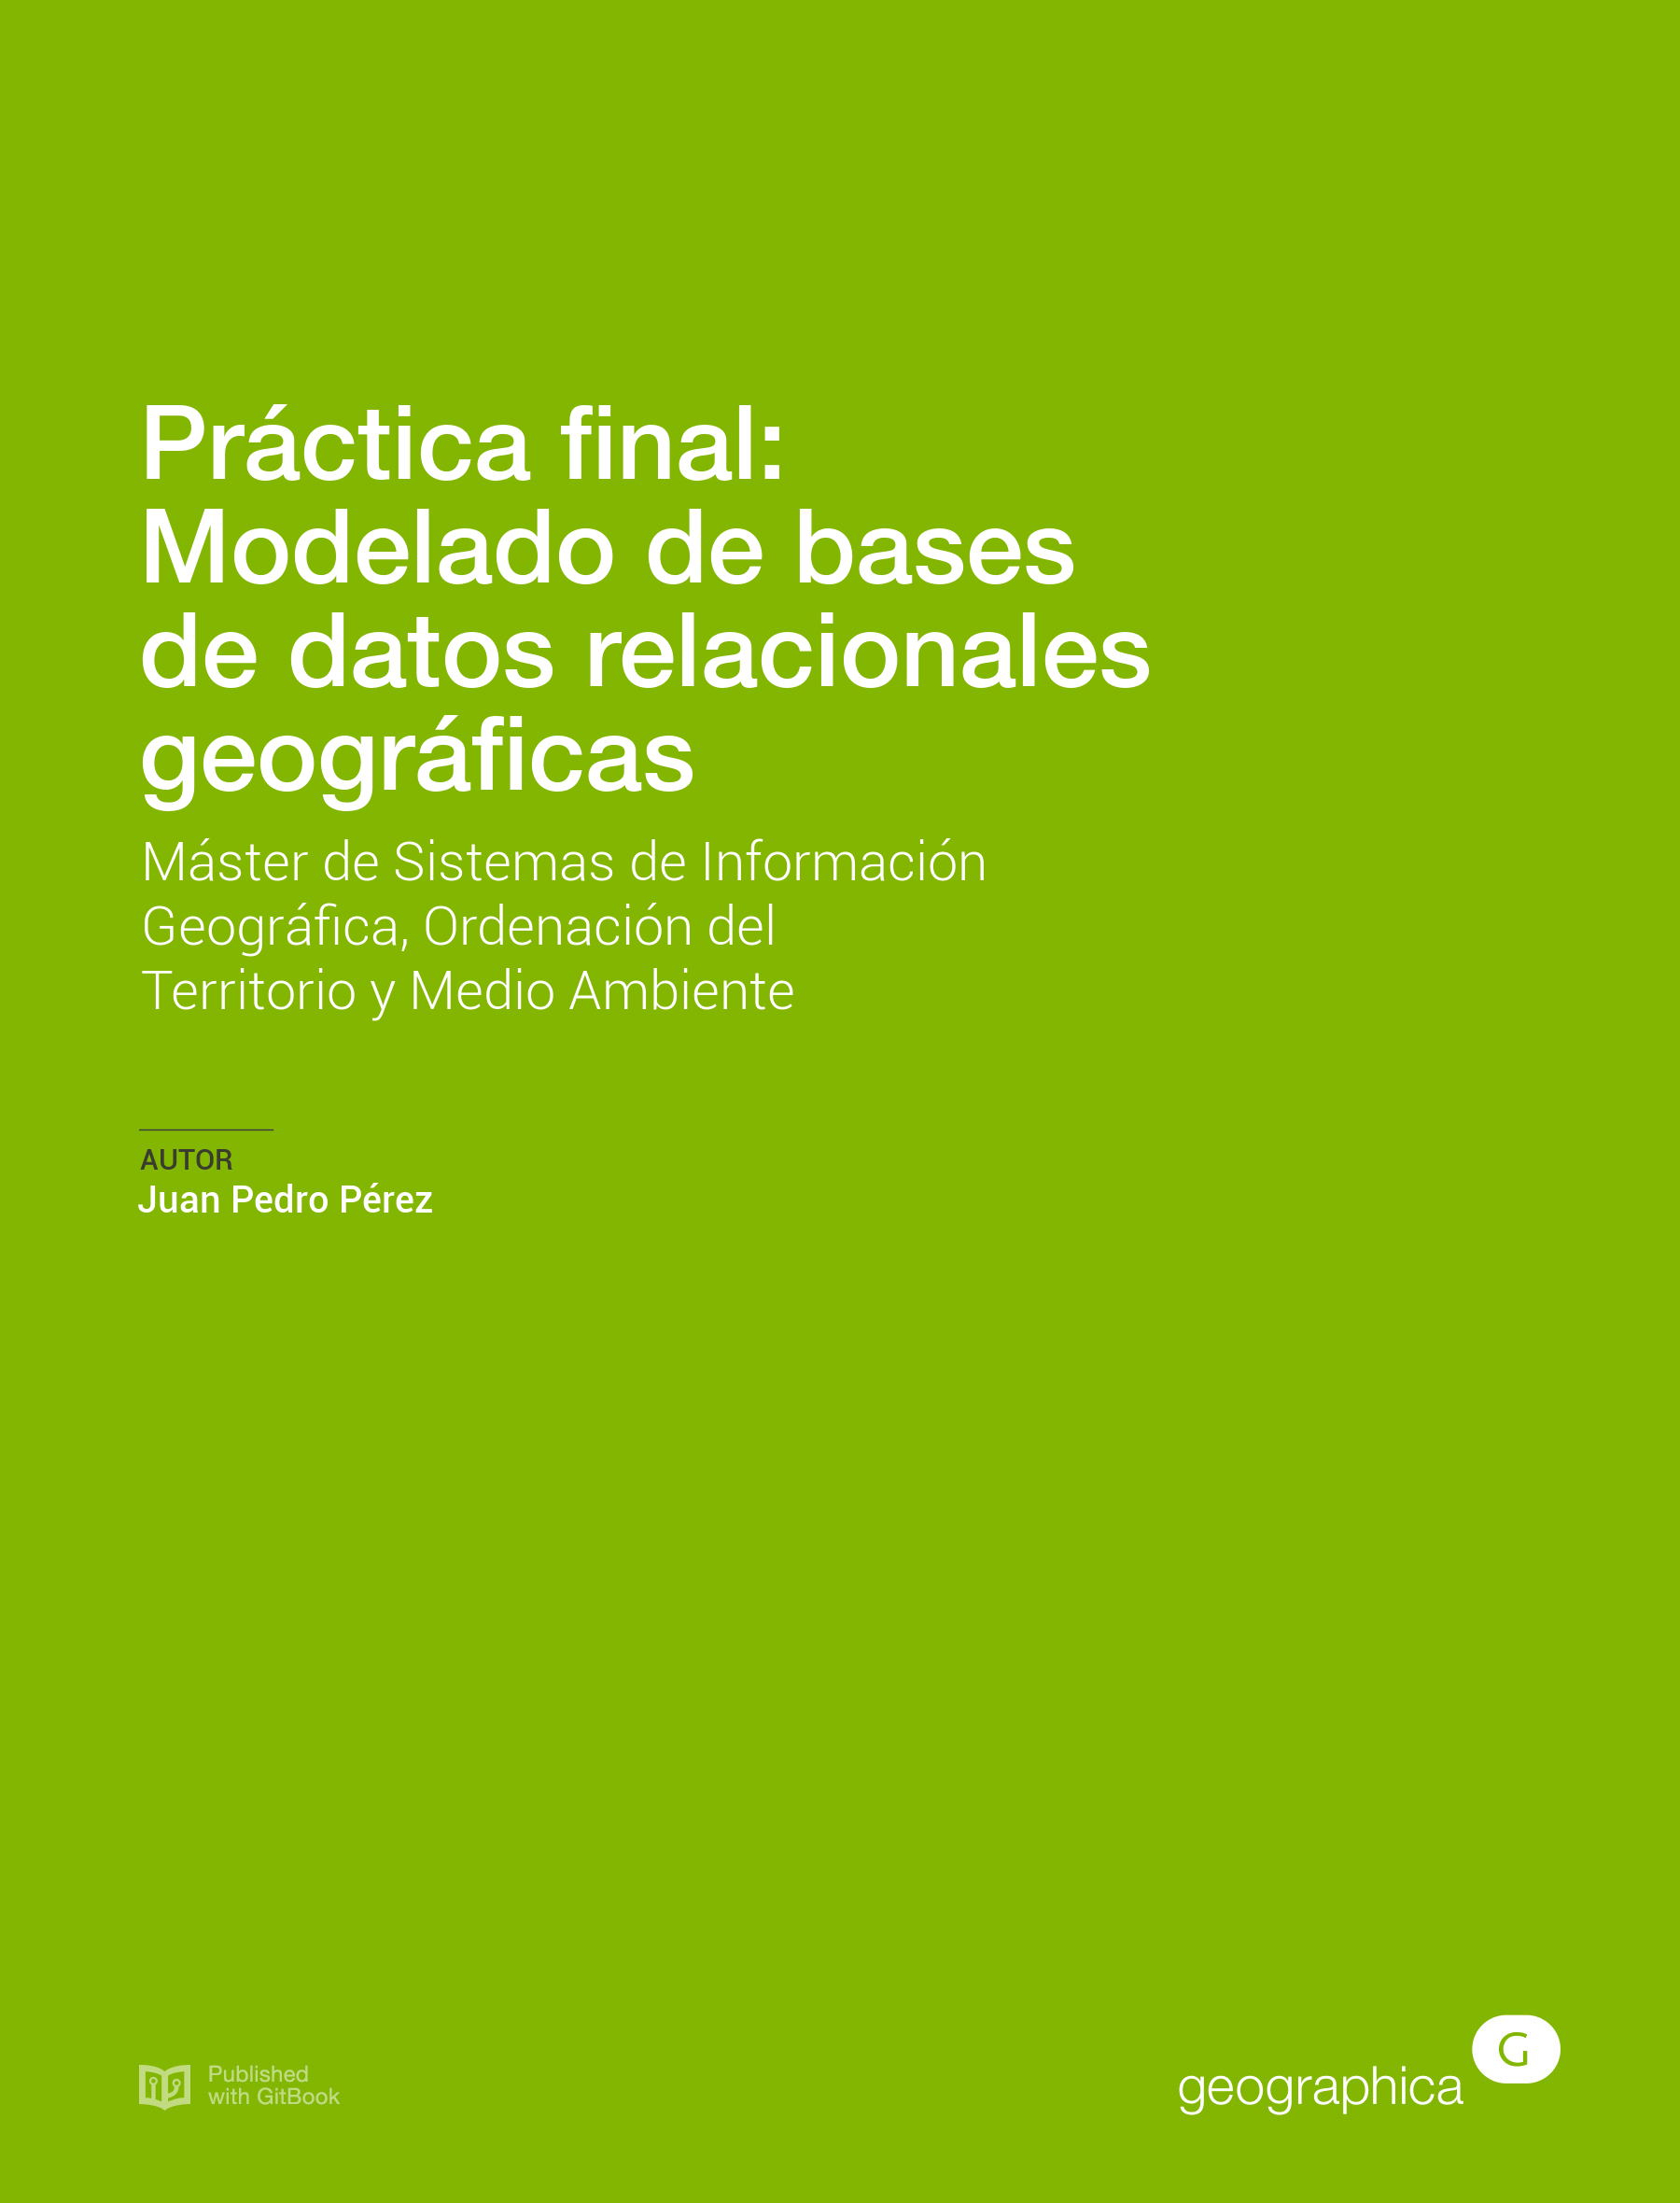 Práctica final:
Modelado de bases
de datos relacionales
geográficas
Máster de Sistemas de Información
Geográfica, Ordenación del
Territorio y Medio Ambiente
AUTOR
Juan Pedro Pérez
Published
with GitBook
geographica
G